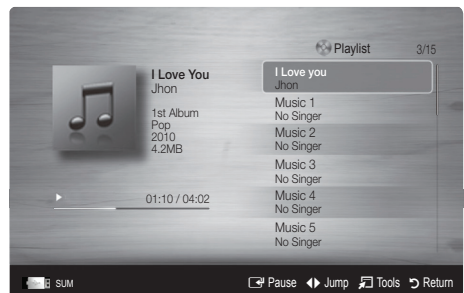 Playlist 3/15
I Love You
Jhon
1st Album
Pop
2010
4.2MB
01:10 / 04:02
I Love you
Jhon
Music 1
No Singer
Music 2
No Singer
Music 3
No Singer
Music 4
No Singer
Music 5
No Singer
SUM Pause Jump Tools Return